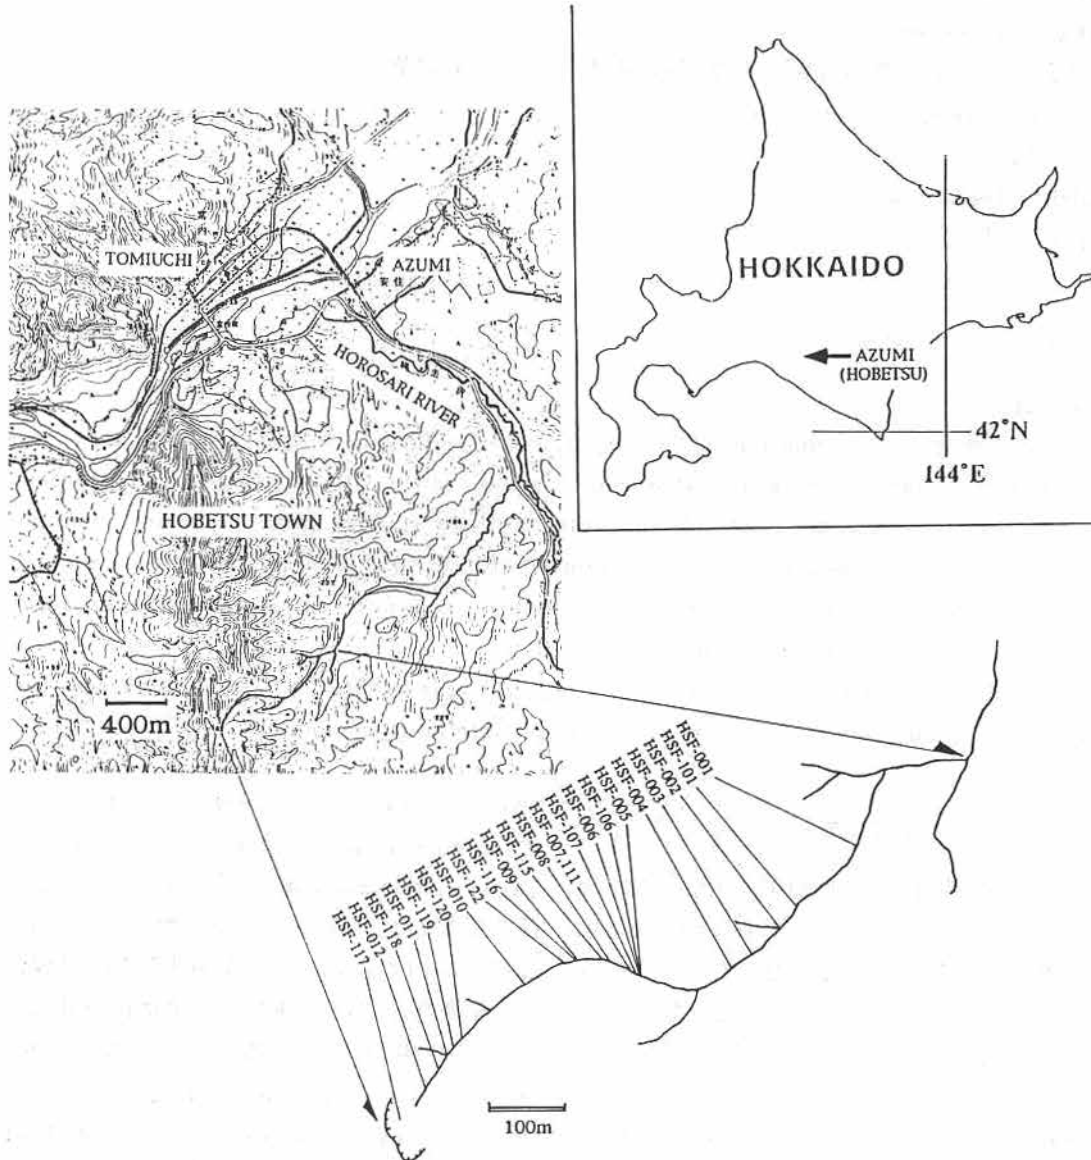 HOKKAIDO
AZUMI
(HOBETSU)
42°N
144°E
TOMIUCHI
AZUMI
安住
HOROSARI RIVER
HOBETSU TOWN
400m
HSF-001
HSF-101
HSF-002
HSF-003
HSF-004
HSF-005
HSF-106
HSF-006
HSF-107
HSF-007,111
HSF-008
HSF-115
HSF-009
HSF-116
HSF-122
HSF-010
HSF-120
HSF-119
HSF-011
HSF-118
HSF-012
HSF-117
100m